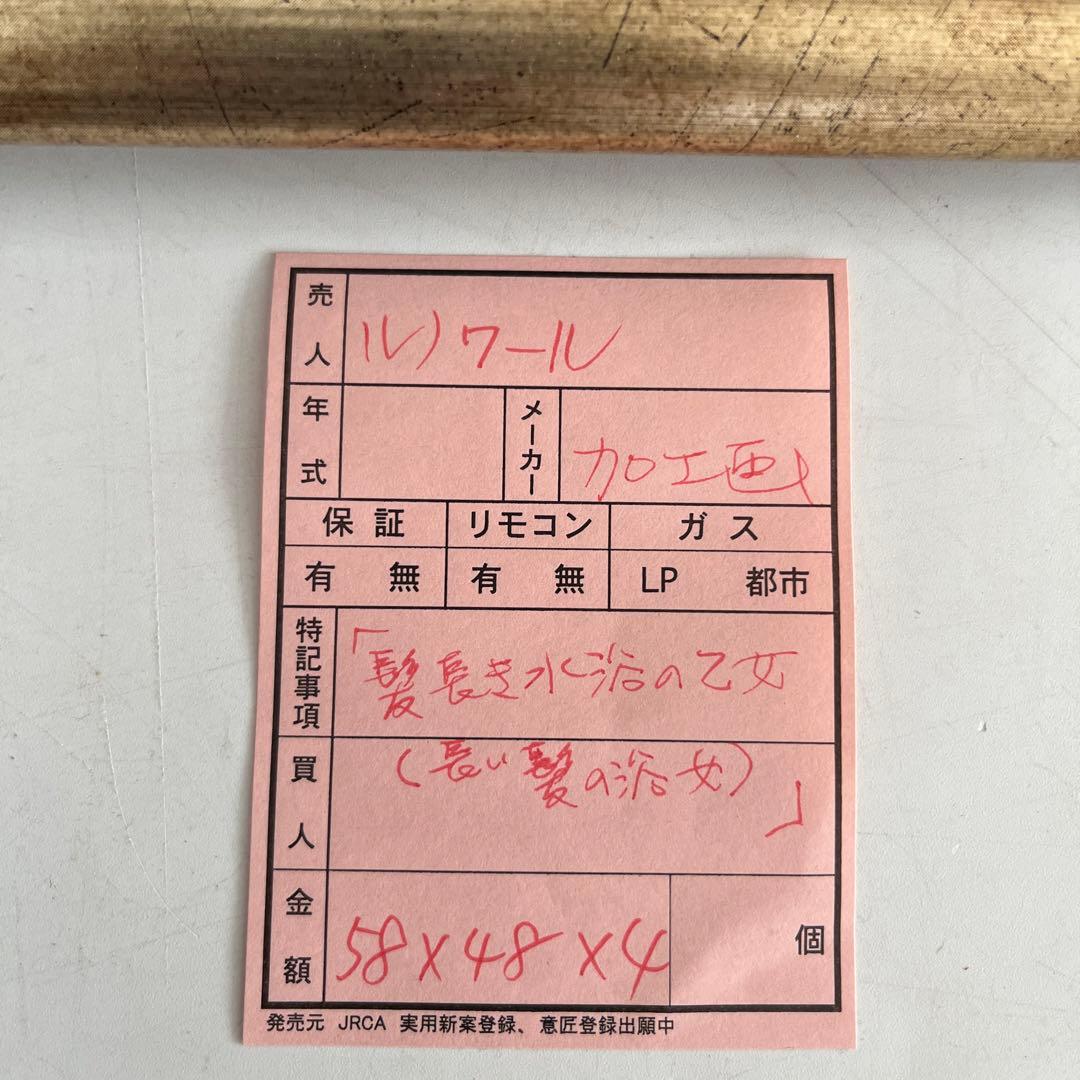 売人 ルノワール
年式 メーカー 加工画
保証 リモコン ガス
有 無 有 無 LP 都市
特記事項 「髪長き水浴の乙女
買人 (長い髪の浴女)」
金額 58×48×4 個
発売元 JRCA 実用新案登録、意匠登録出願中